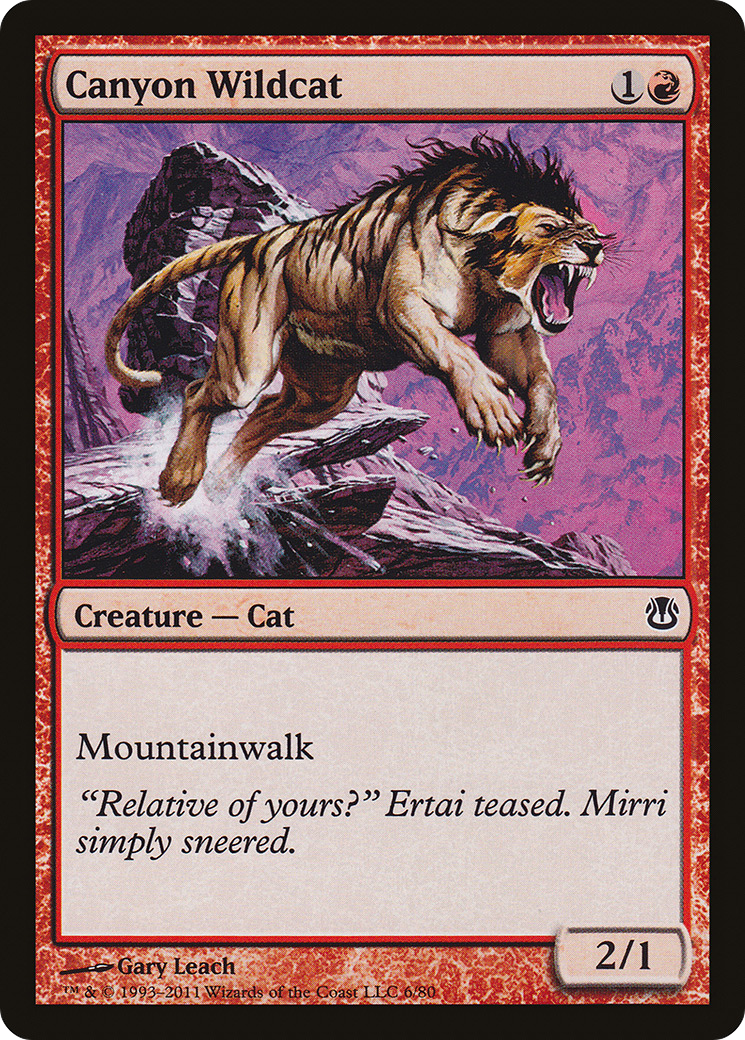 Canyon Wildcat 1
Creature — Cat
Mountainwalk
“Relative of yours?” Ertai teased. Mirri
simply sneered.
2/1
Gary Leach
™ & © 1993–2011 Wizards of the Coast LLC 6/80